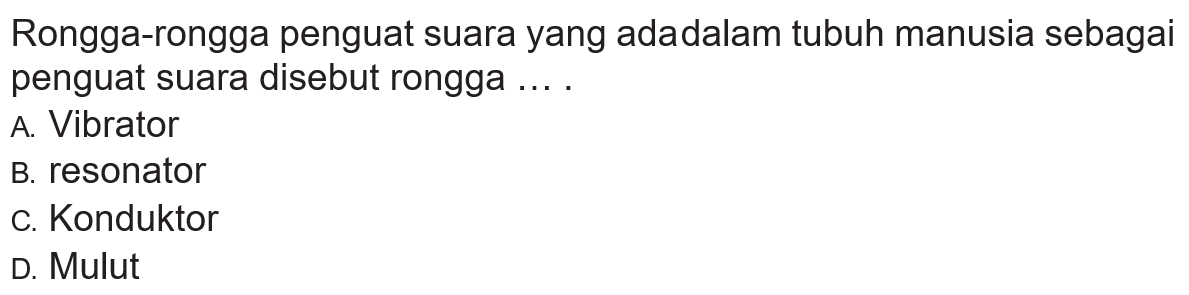 Rongga-rongga penguat suara yang adadalam tubuh manusia sebagai
penguat suara disebut rongga ... .
A. Vibrator
B. resonator
C. Konduktor
D. Mulut